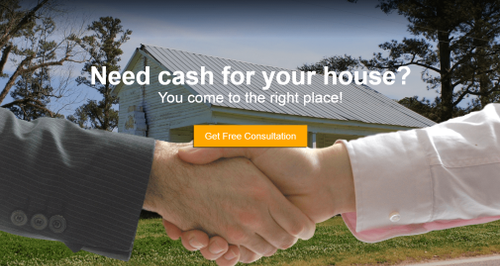 Need cash for your house?
You come to the right place!
Get Free Consultation